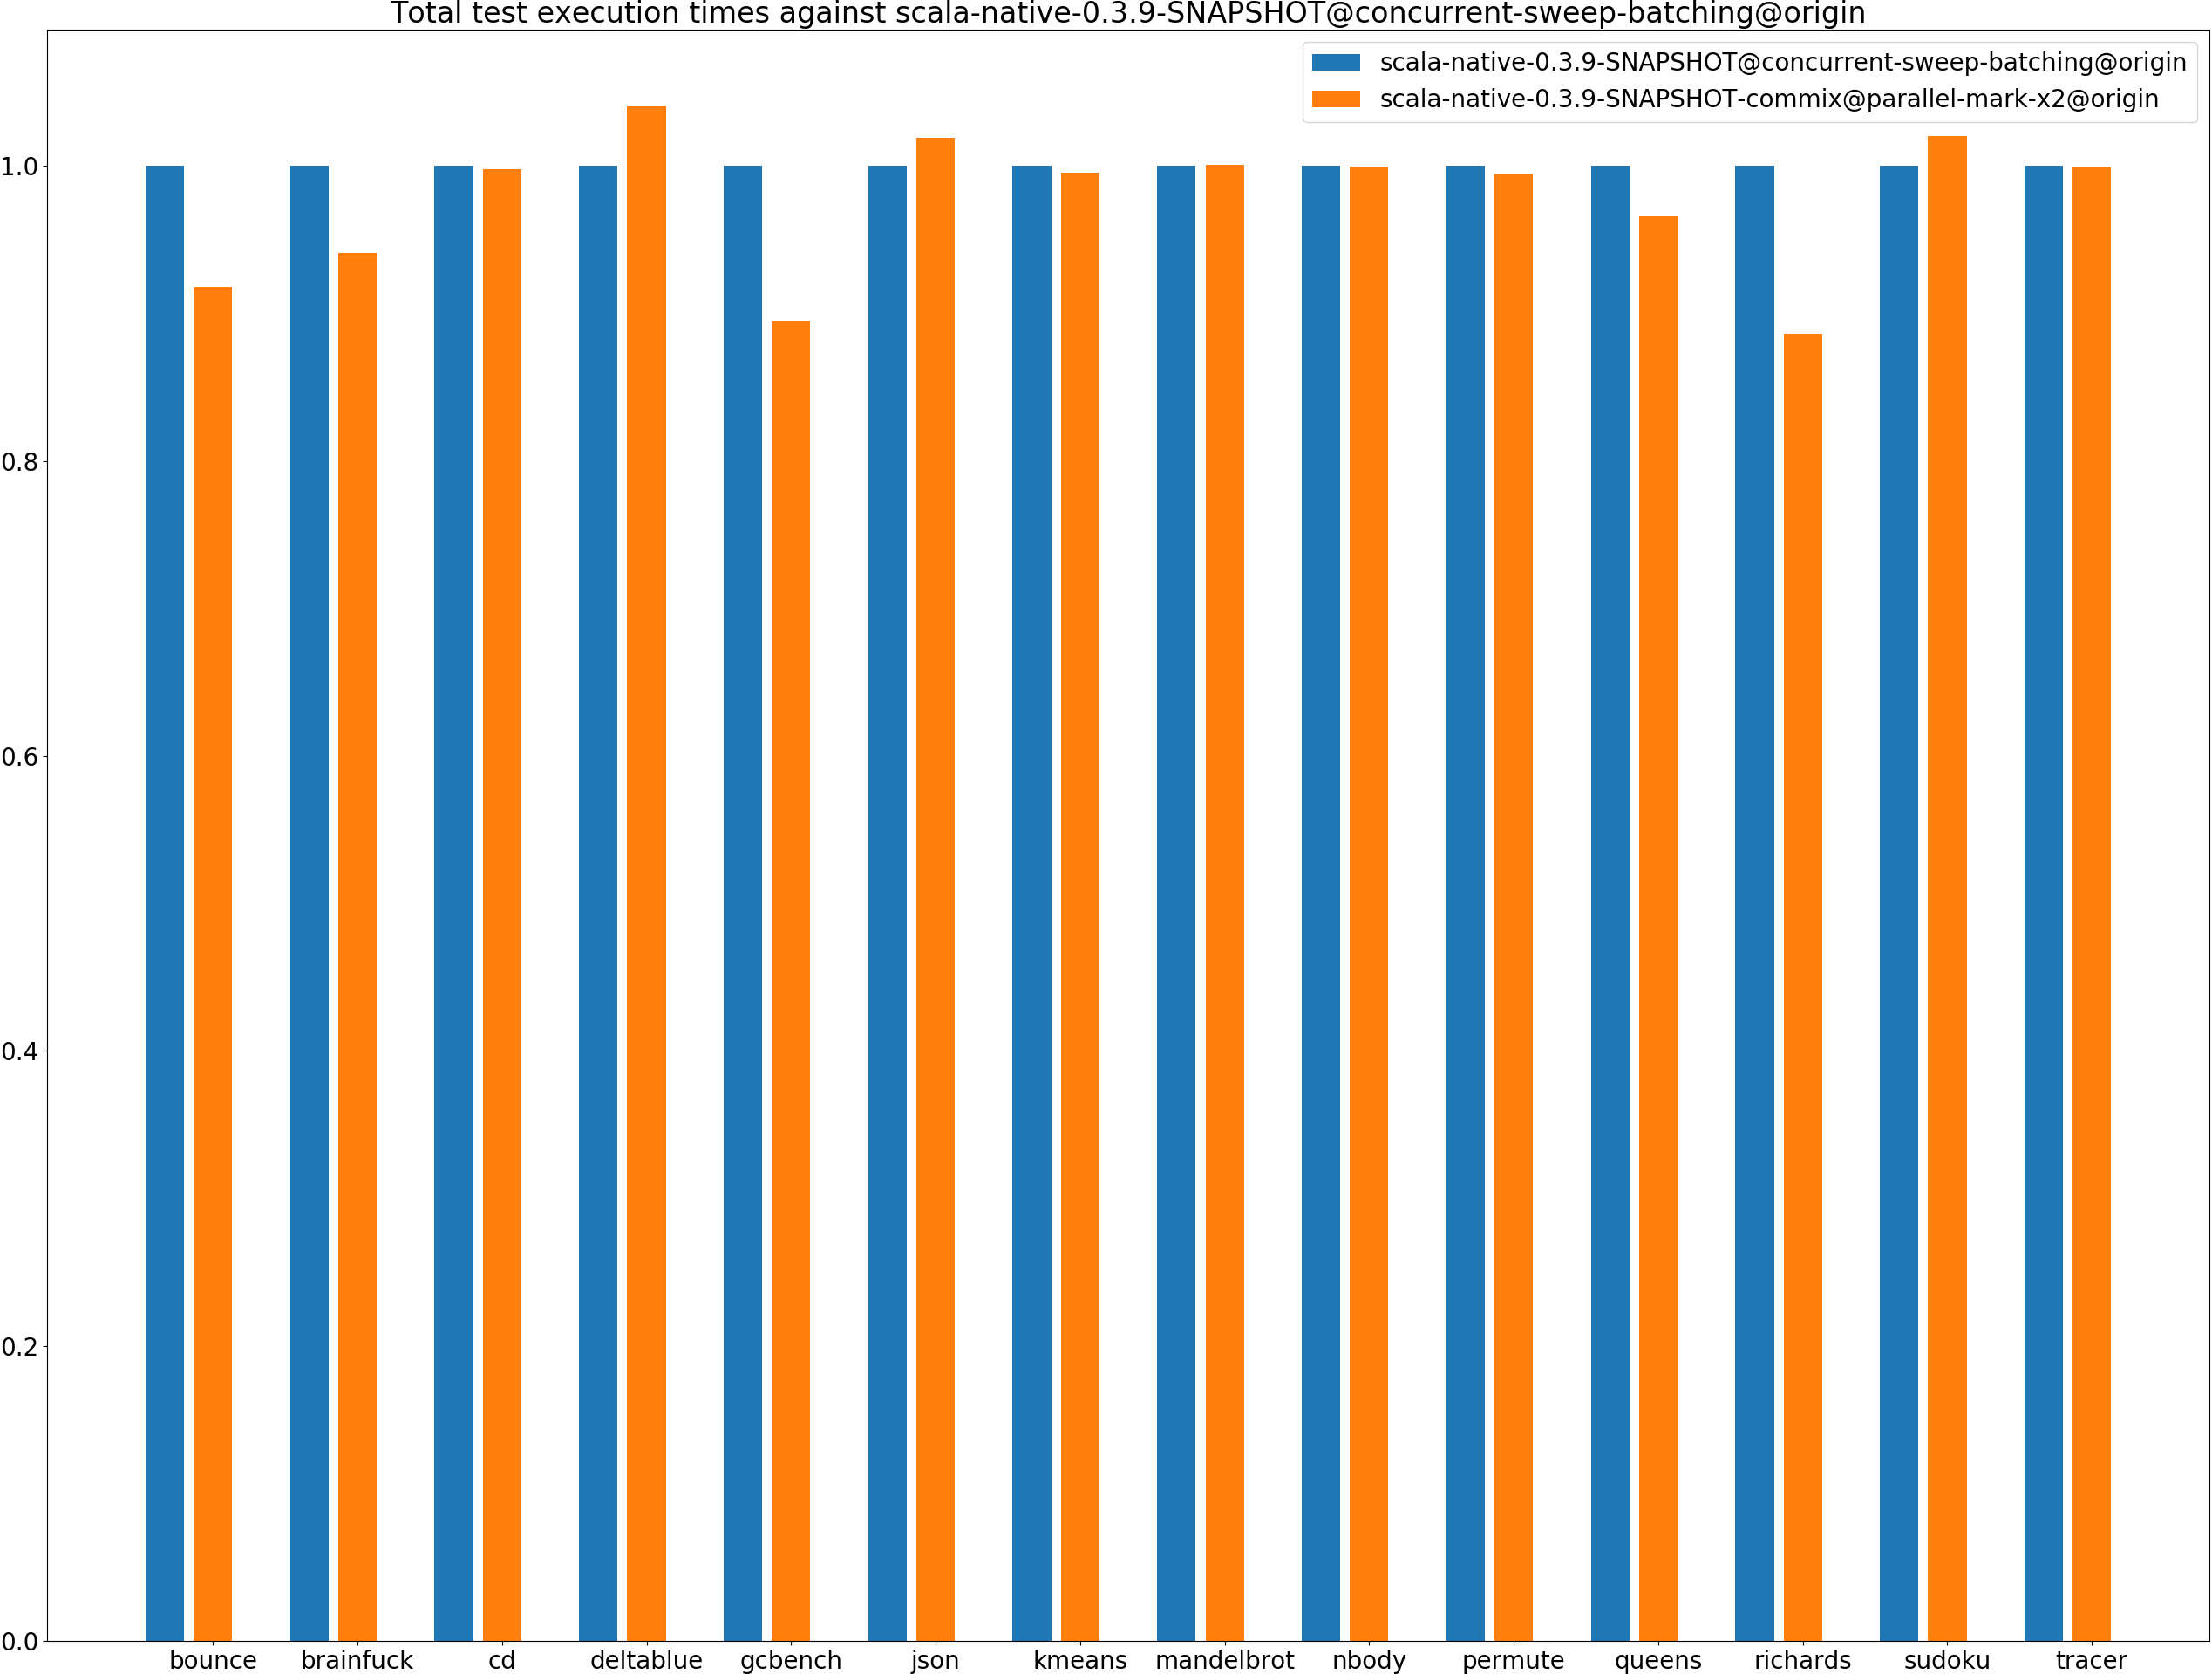 Total test execution times against scala-native-0.3.9-SNAPSHOT@concurrent-sweep-batching@origin
scala-native-0.3.9-SNAPSHOT@concurrent-sweep-batching@origin
scala-native-0.3.9-SNAPSHOT-commix@parallel-mark-x2@origin
1.0
0.8
0.6
0.4
0.2
0.0
bounce brainfuck cd deltablue gcbench json kmeans mandelbrot nbody permute queens richards sudoku tracer